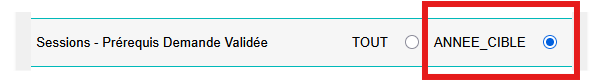 Sessions - Prérequis Demande Validée TOUT ANNEE_CIBLE